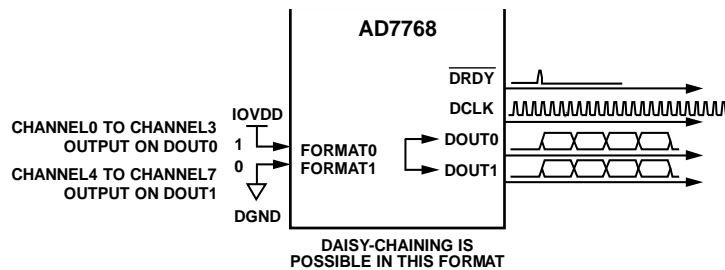 AD7768
DRDY
DCLK
IOVDD
CHANNEL0 TO CHANNEL3
OUTPUT ON DOUT0
1
0
FORMAT0
FORMAT1
DOUT0
DOUT1
CHANNEL4 TO CHANNEL7
OUTPUT ON DOUT1
DGND
DAISY-CHAINING IS
POSSIBLE IN THIS FORMAT